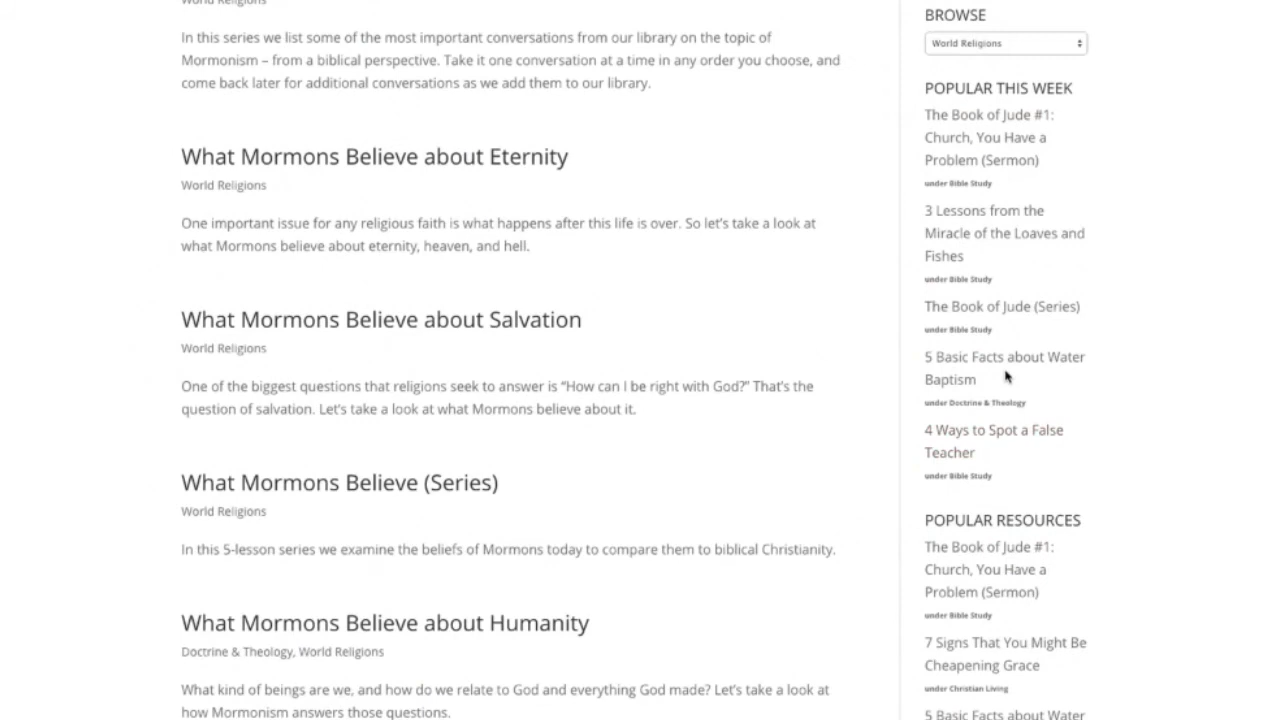 World Religions
In this series we list some of the most important conversations from our library on the topic of
Mormonism – from a biblical perspective. Take it one conversation at a time in any order you choose, and
come back later for additional conversations as we add them to our library.
What Mormons Believe about Eternity
World Religions
One important issue for any religious faith is what happens after this life is over. So let's take a look at
what Mormons believe about eternity, heaven, and hell.
What Mormons Believe about Salvation
World Religions
One of the biggest questions that religions seek to answer is “How can I be right with God?” That's the
question of salvation. Let's take a look at what Mormons believe about it.
What Mormons Believe (Series)
World Religions
In this 5-lesson series we examine the beliefs of Mormons today to compare them to biblical Christianity.
What Mormons Believe about Humanity
Doctrine & Theology, World Religions
What kind of beings are we, and how do we relate to God and everything God made? Let's take a look at
how Mormonism answers those questions.
BROWSE
World Religions
POPULAR THIS WEEK
The Book of Jude #1:
Church, You Have a
Problem (Sermon)
under Bible Study
3 Lessons from the
Miracle of the Loaves and
Fishes
under Bible Study
The Book of Jude (Series)
under Bible Study
5 Basic Facts about Water
Baptism
under Doctrine & Theology
4 Ways to Spot a False
Teacher
under Bible Study
POPULAR RESOURCES
The Book of Jude #1:
Church, You Have a
Problem (Sermon)
under Bible Study
7 Signs That You Might Be
Cheapening Grace
under Christian Living
5 Basic Facts about Water